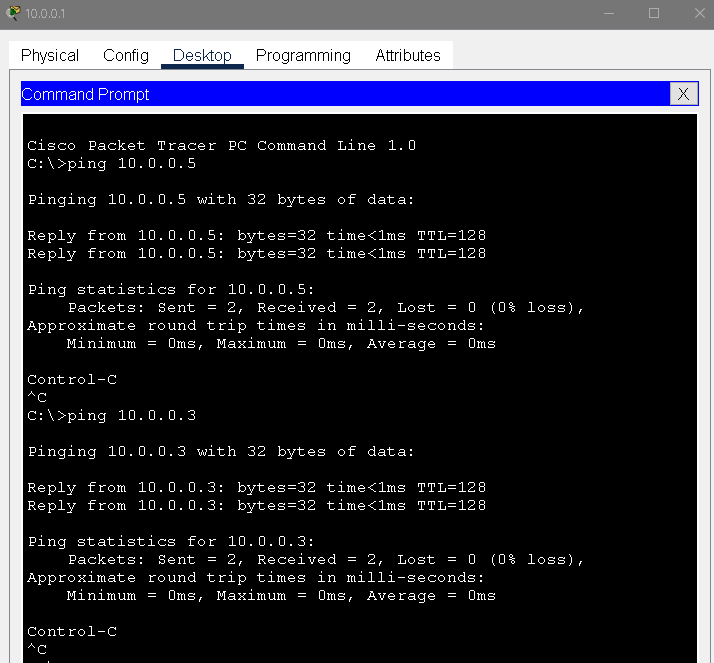 10.0.0.1
Physical Config Desktop Programming Attributes
Command Prompt X
Cisco Packet Tracer PC Command Line 1.0
C:\>ping 10.0.0.5
Pinging 10.0.0.5 with 32 bytes of data:
Reply from 10.0.0.5: bytes=32 time<1ms TTL=128
Reply from 10.0.0.5: bytes=32 time<1ms TTL=128
Ping statistics for 10.0.0.5:
Packets: Sent = 2, Received = 2, Lost = 0 (0% loss),
Approximate round trip times in milli-seconds:
Minimum = 0ms, Maximum = 0ms, Average = 0ms
Control-C
^C
C:\>ping 10.0.0.3
Pinging 10.0.0.3 with 32 bytes of data:
Reply from 10.0.0.3: bytes=32 time<1ms TTL=128
Reply from 10.0.0.3: bytes=32 time<1ms TTL=128
Ping statistics for 10.0.0.3:
Packets: Sent = 2, Received = 2, Lost = 0 (0% loss),
Approximate round trip times in milli-seconds:
Minimum = 0ms, Maximum = 0ms, Average = 0ms
Control-C
^C